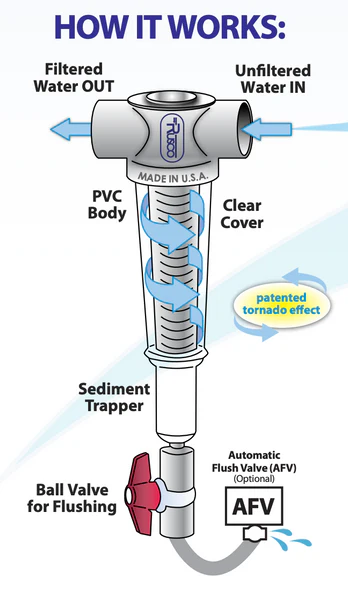 HOW IT WORKS:
Filtered
Water OUT
Unfiltered
Water IN
RUSCO
MADE IN U.S.A.
PVC
Body
Clear
Cover
patented
tornado effect
Sediment
Trapper
Automatic
Flush Valve (AFV)
(Optional)
Ball Valve
for Flushing
AFV